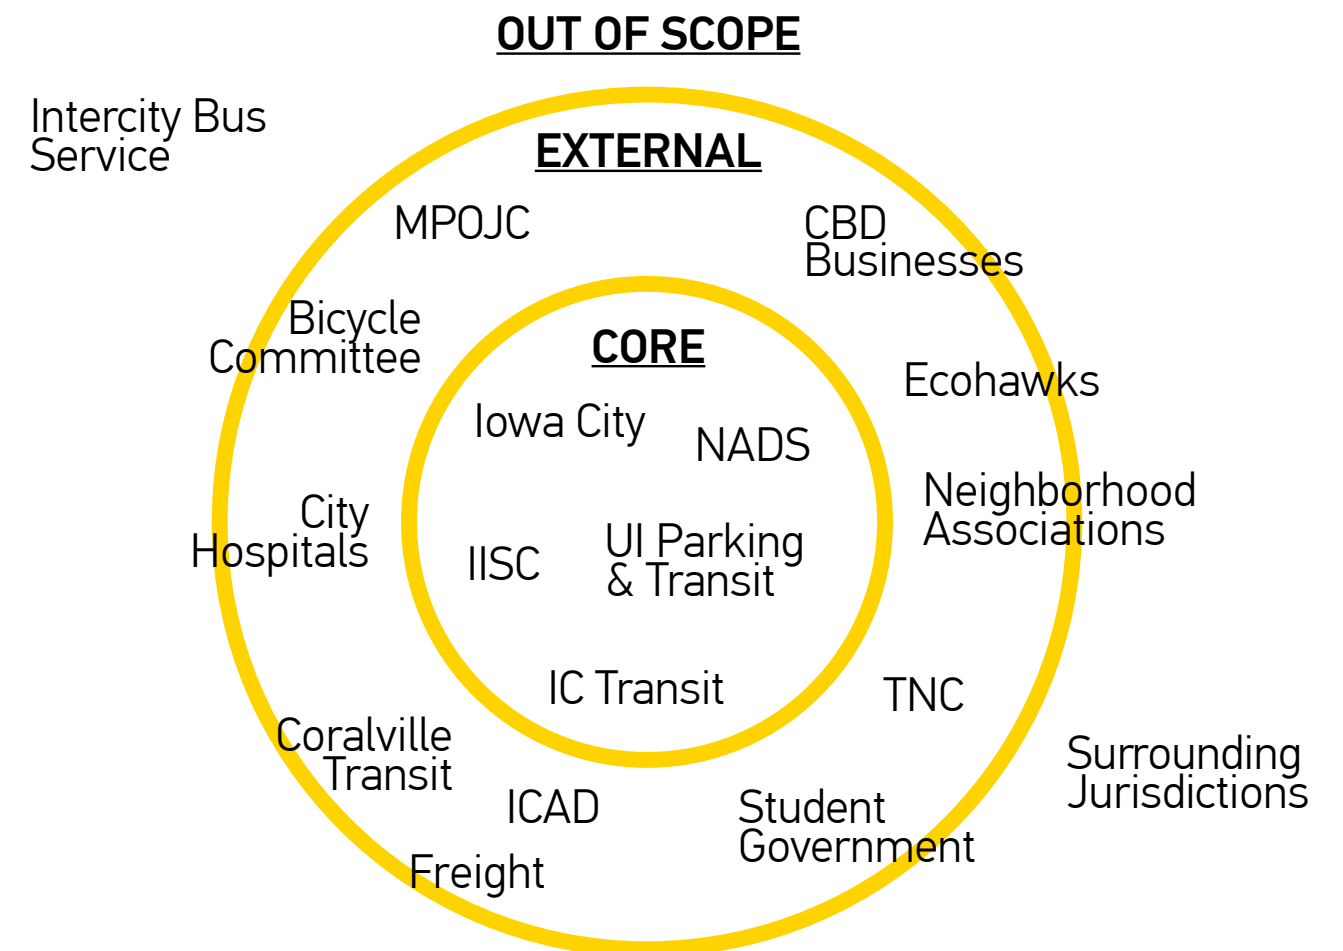 OUT OF SCOPE
Intercity Bus
Service
EXTERNAL
MPOJC
CBD
Businesses
Bicycle
Committee
CORE
Ecohawks
Iowa City
NADS
Neighborhood
Associations
City
Hospitals
IISC
UI Parking
& Transit
IC Transit
TNC
Coralville
Transit
Surrounding
Jurisdictions
ICAD
Student
Government
Freight